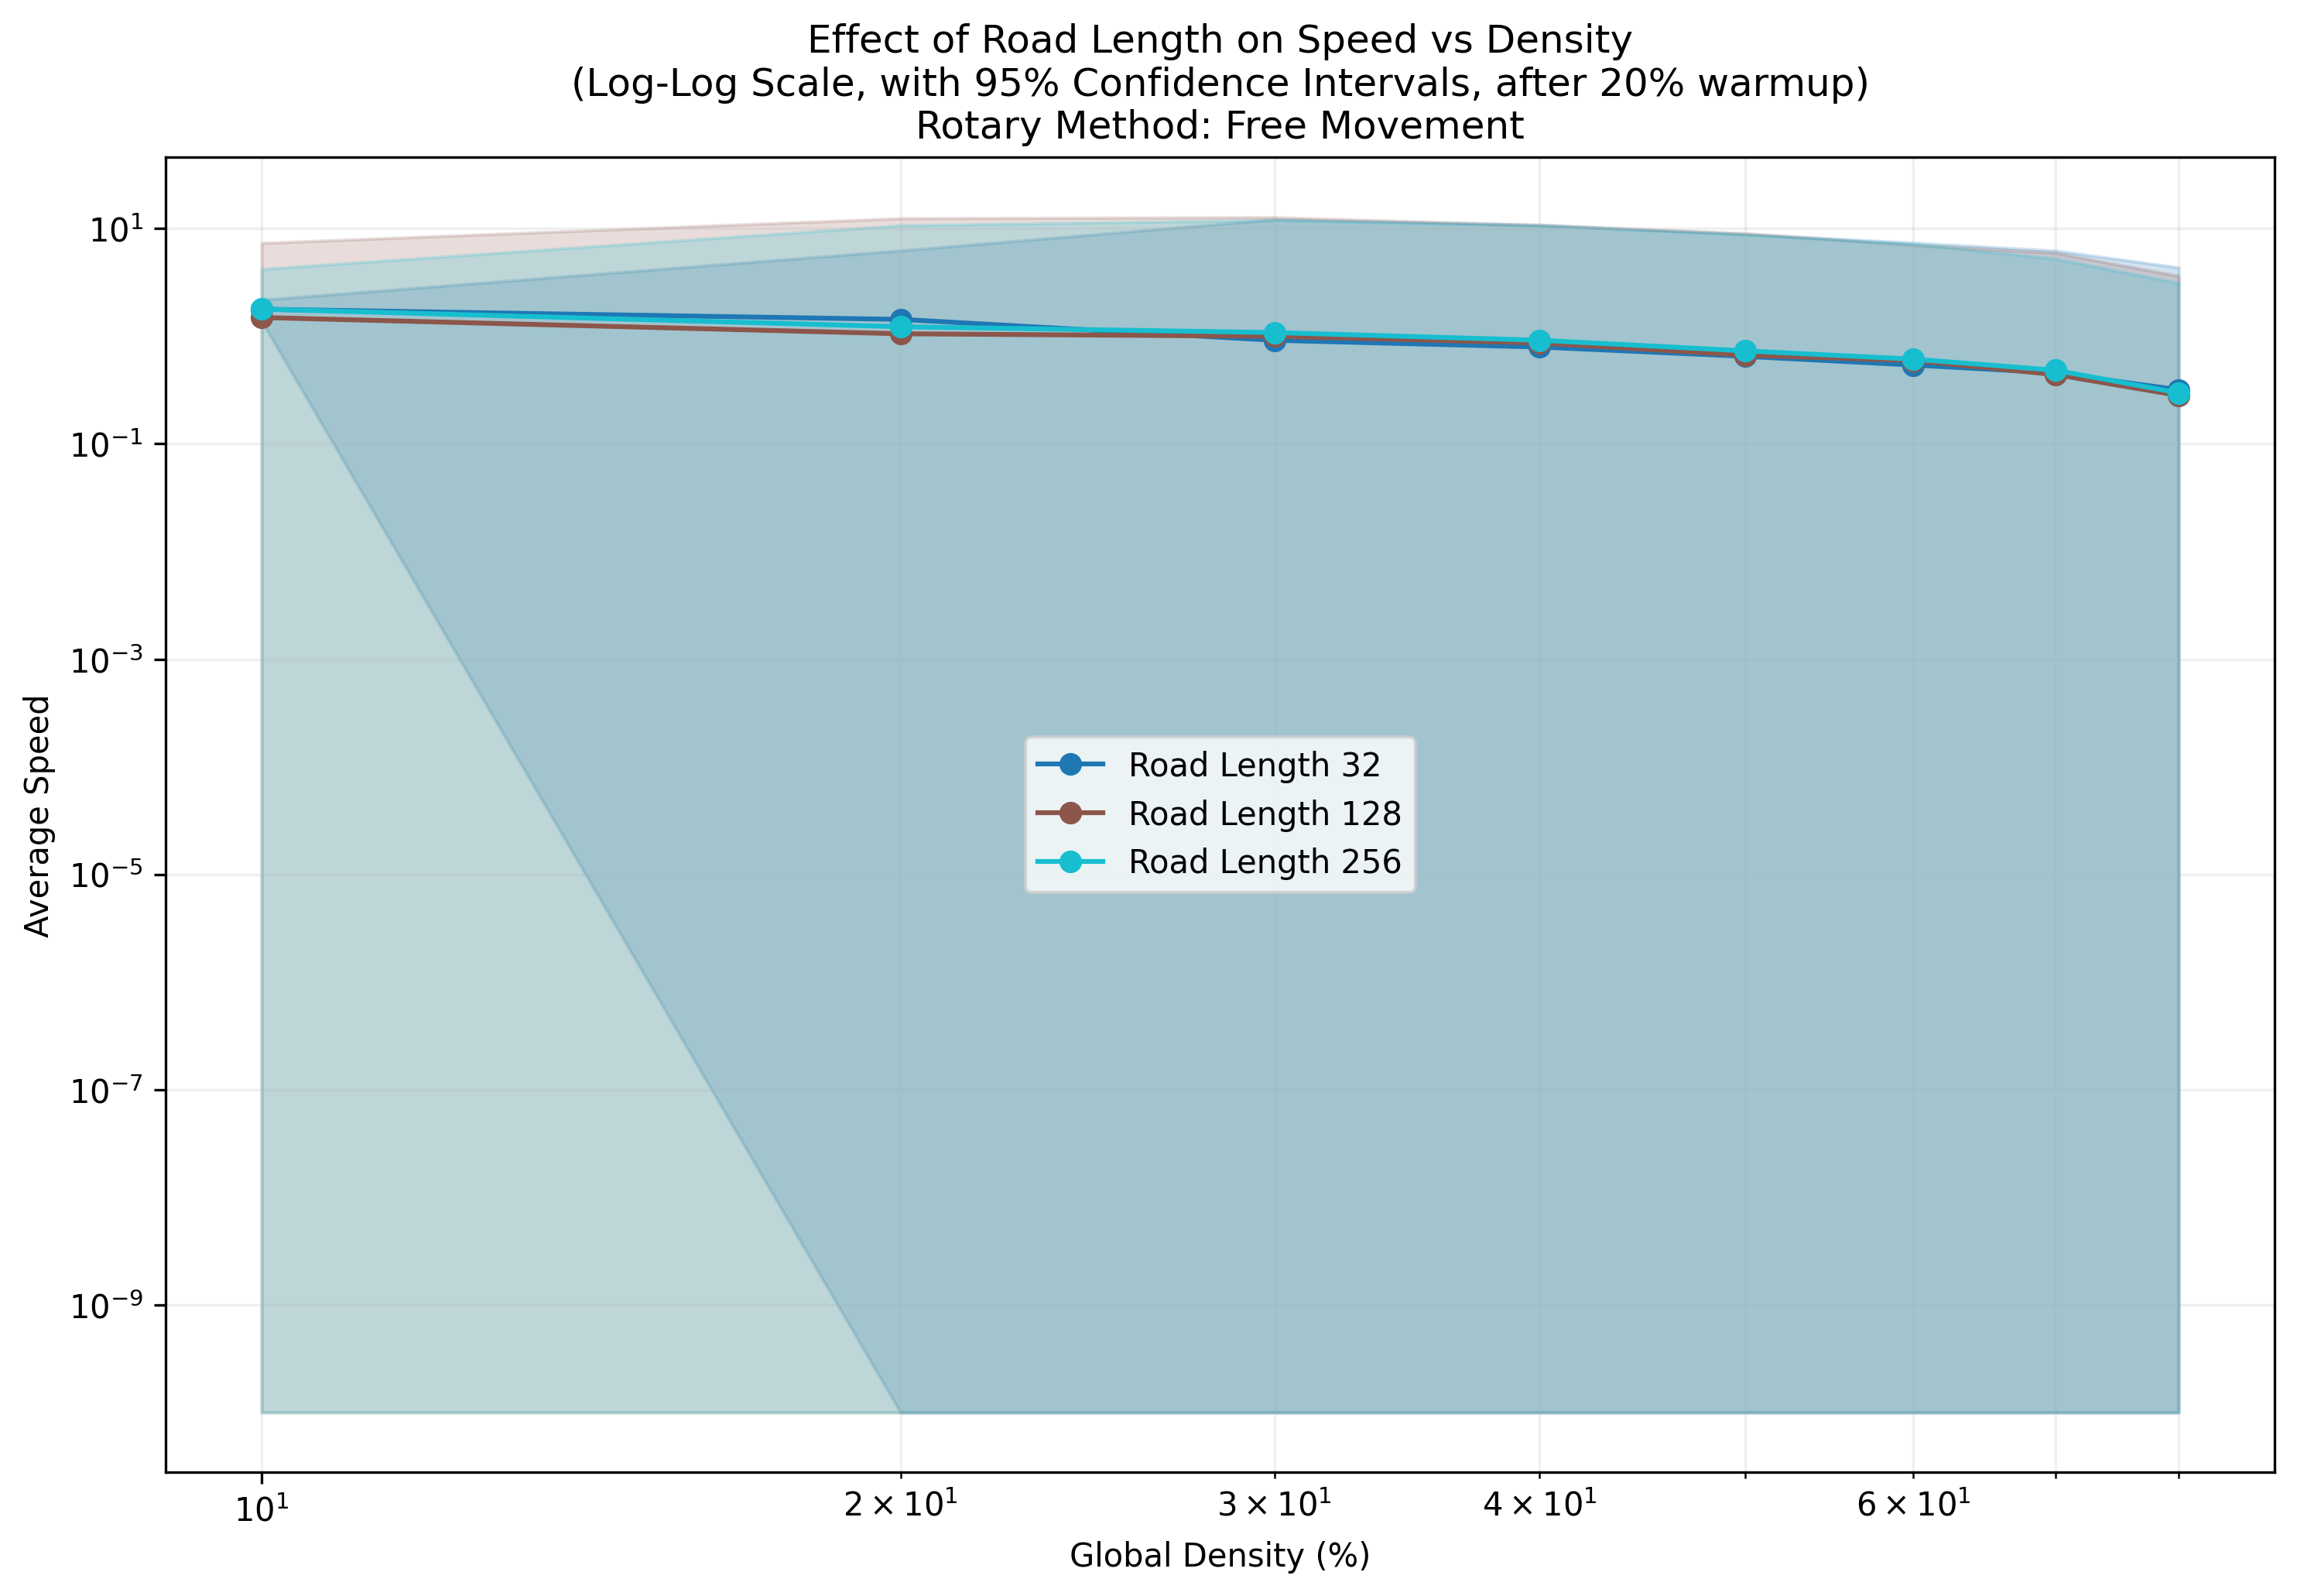 Effect of Road Length on Speed vs Density
(Log-Log Scale, with 95% Confidence Intervals, after 20% warmup)
Rotary Method: Free Movement
10¹
10⁻¹
10⁻³
10⁻⁵
10⁻⁷
10⁻⁹
Average Speed
Road Length 32
Road Length 128
Road Length 256
10¹
2 × 10¹
3 × 10¹
4 × 10¹
6 × 10¹
Global Density (%)